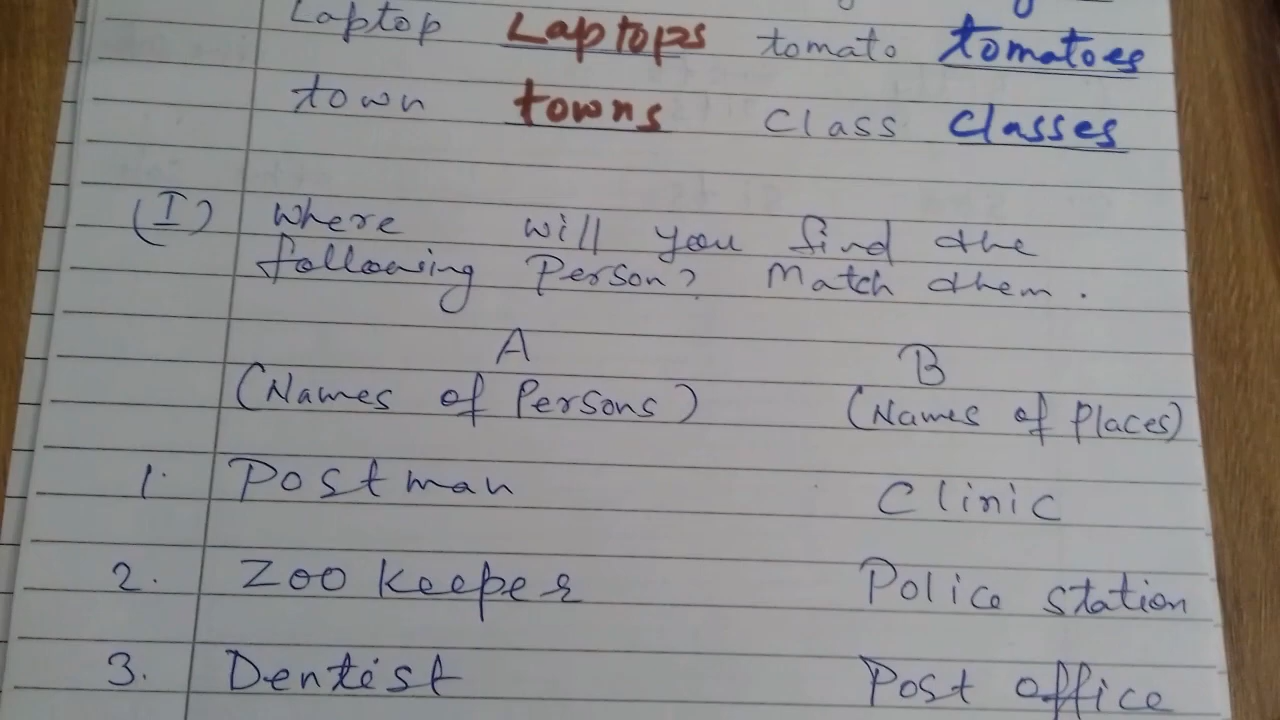 Laptop Laptops tomato tomatoes
town towns class classes
(I) Where will you find the
following Person? Match them.
A B
(Names of Persons) (Names of Places)
1. Postman Clinic
2. Zoo keeper Police station
3. Dentist Post office